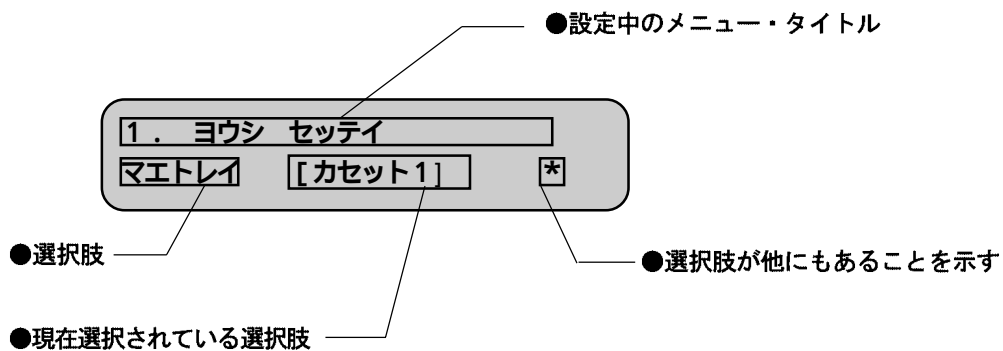 ●設定中のメニュー・タイトル
1． ヨウシ セッテイ
マエトレイ [カセット1] *
●選択肢
●選択肢が他にもあることを示す
●現在選択されている選択肢